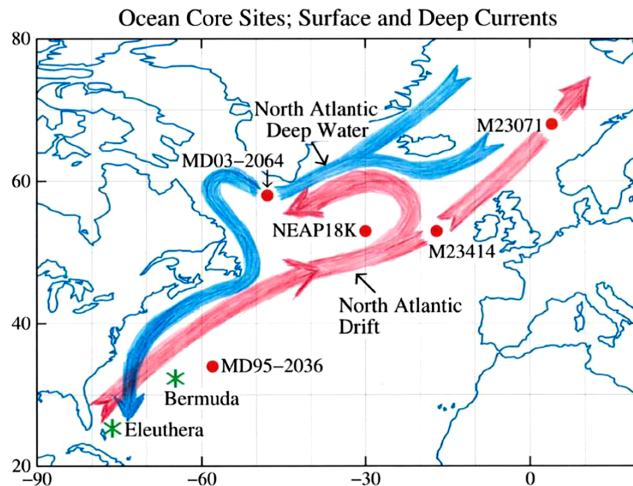 Ocean Core Sites; Surface and Deep Currents
80
North Atlantic
Deep Water
M23071
MD03−2064
60
NEAP18K
M23414
North Atlantic
Drift
40
MD95−2036
Bermuda
Eleuthera
20
−90
−60
−30
0